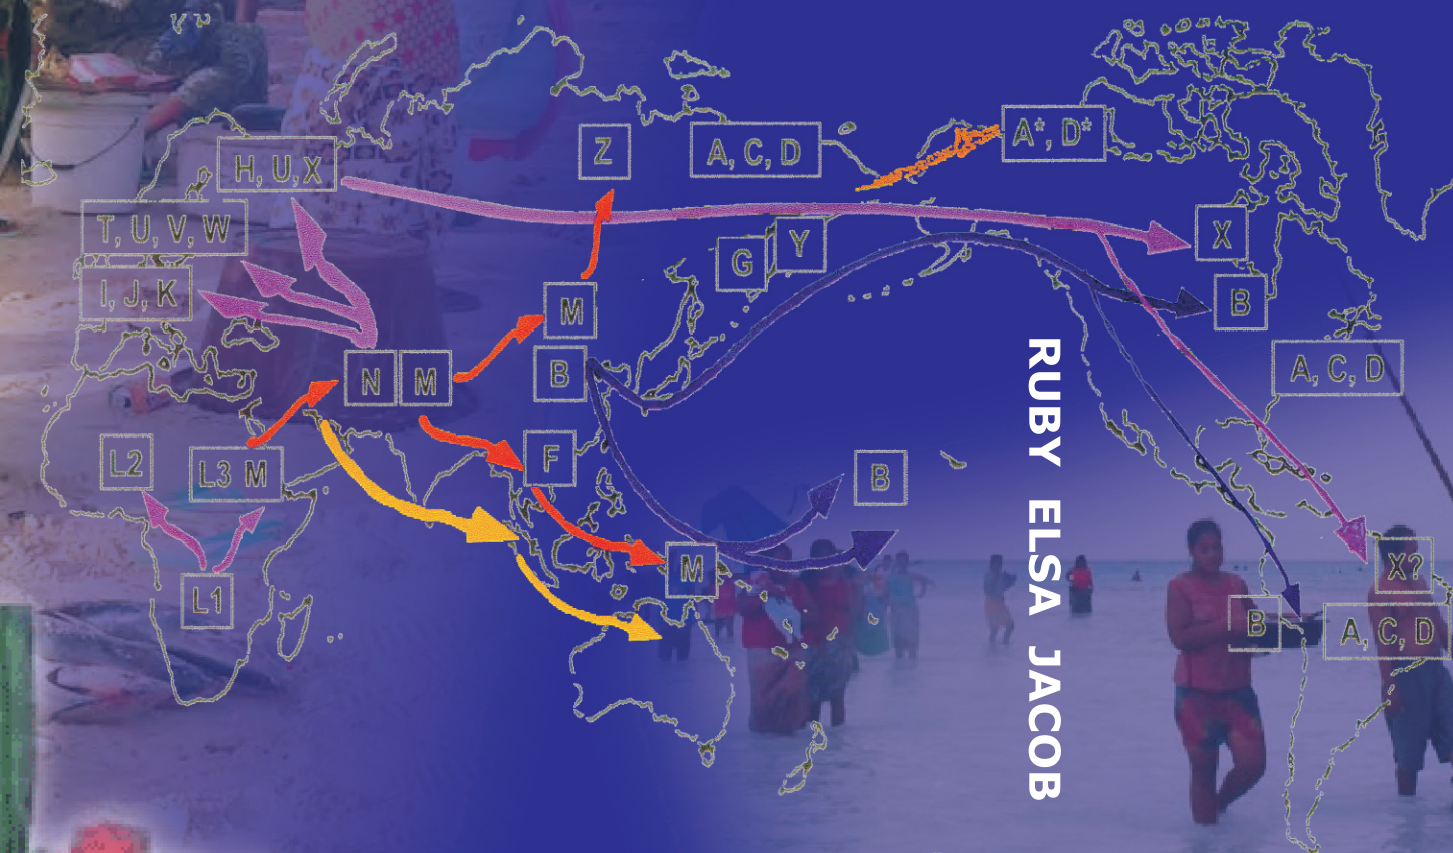 H, U, X
Z
A, C, D
A*, D*
T, U, V, W
G
Y
X
I, J, K
M
B
N
M
B
A, C, D
L2
L3 M
F
B
M
X?
L1
B
A, C, D
RUBY ELSA JACOB